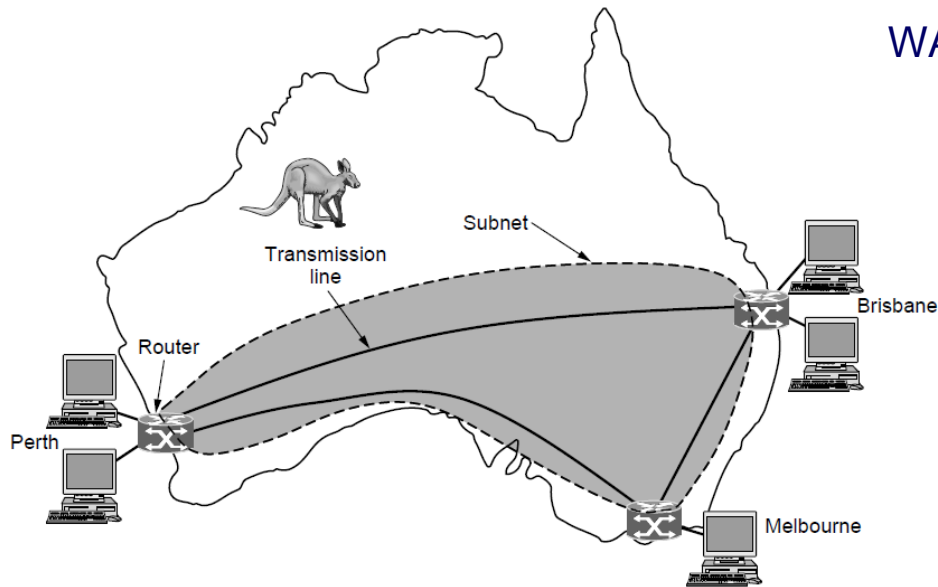 WA
Subnet
Transmission
line
Brisbane
Router
Perth
Melbourne